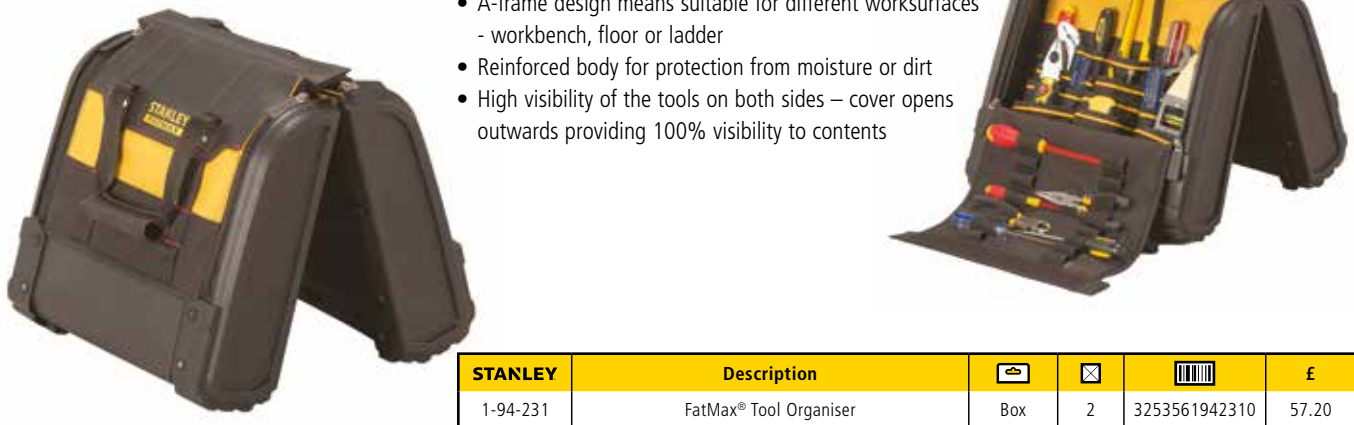 • A-frame design means suitable for different worksurfaces
- workbench, floor or ladder
• Reinforced body for protection from moisture or dirt
• High visibility of the tools on both sides – cover opens
outwards providing 100% visibility to contents
STANLEY
FATMAX
STANLEY Description £
1-94-231 FatMax® Tool Organiser Box 2 3253561942310 57.20